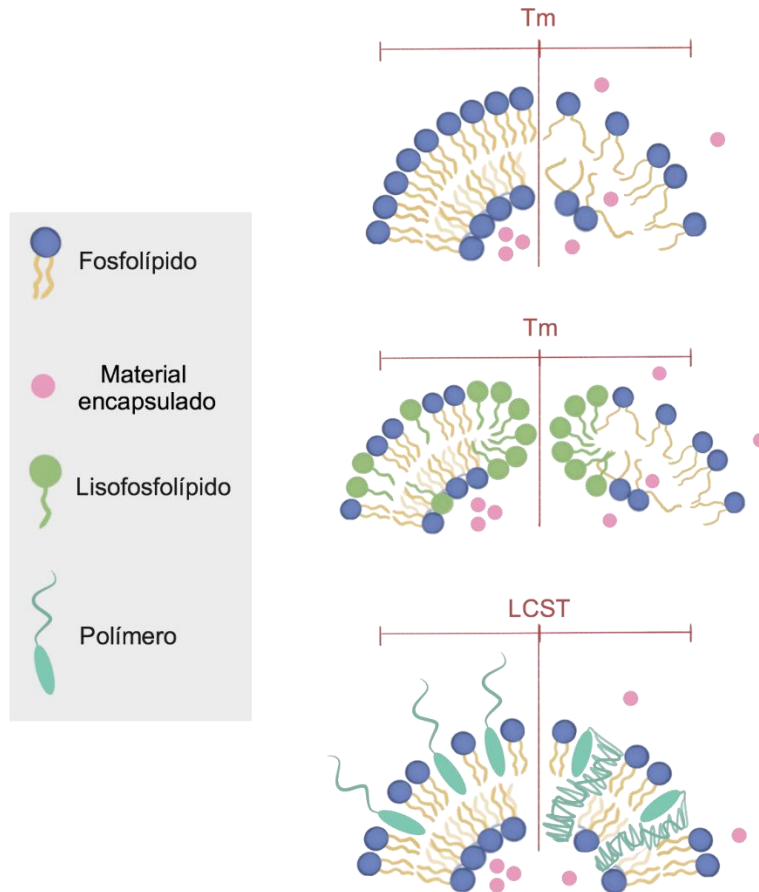 Tm
Fosfolípido
Material
encapsulado
Tm
Lisofosfolípido
LCST
Polímero